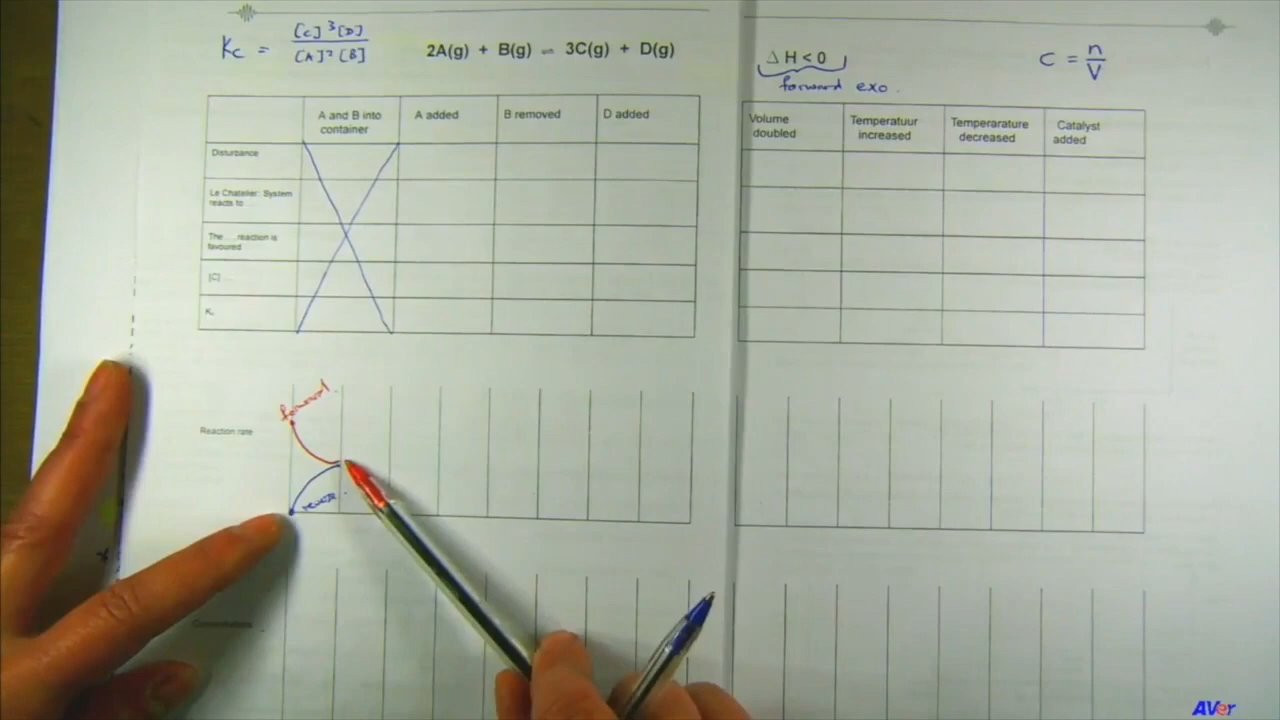 Kc = [C]³[D]
[A]²[B]
2A(g) + B(g) ⇌ 3C(g) + D(g)
ΔH < 0
forward exo.
C = n
V
A and B into container
A added
B removed
D added
Volume doubled
Temperatuur increased
Temperarature decreased
Catalyst added
Disturbance
Le Chatelier: System
reacts to ...
The ... reaction is
favoured
[C] ...
Kc
forward.
Reaction rate
reverse.
Concentration
AVer